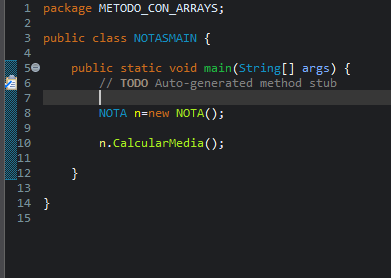 1 package METODO_CON_ARRAYS;
2
3 public class NOTASMAIN {
4
5 public static void main(String[] args) {
6 // TODO Auto-generated method stub
7
8 NOTA n=new NOTA();
9
10 n.CalcularMedia();
11
12 }
13
14 }
15